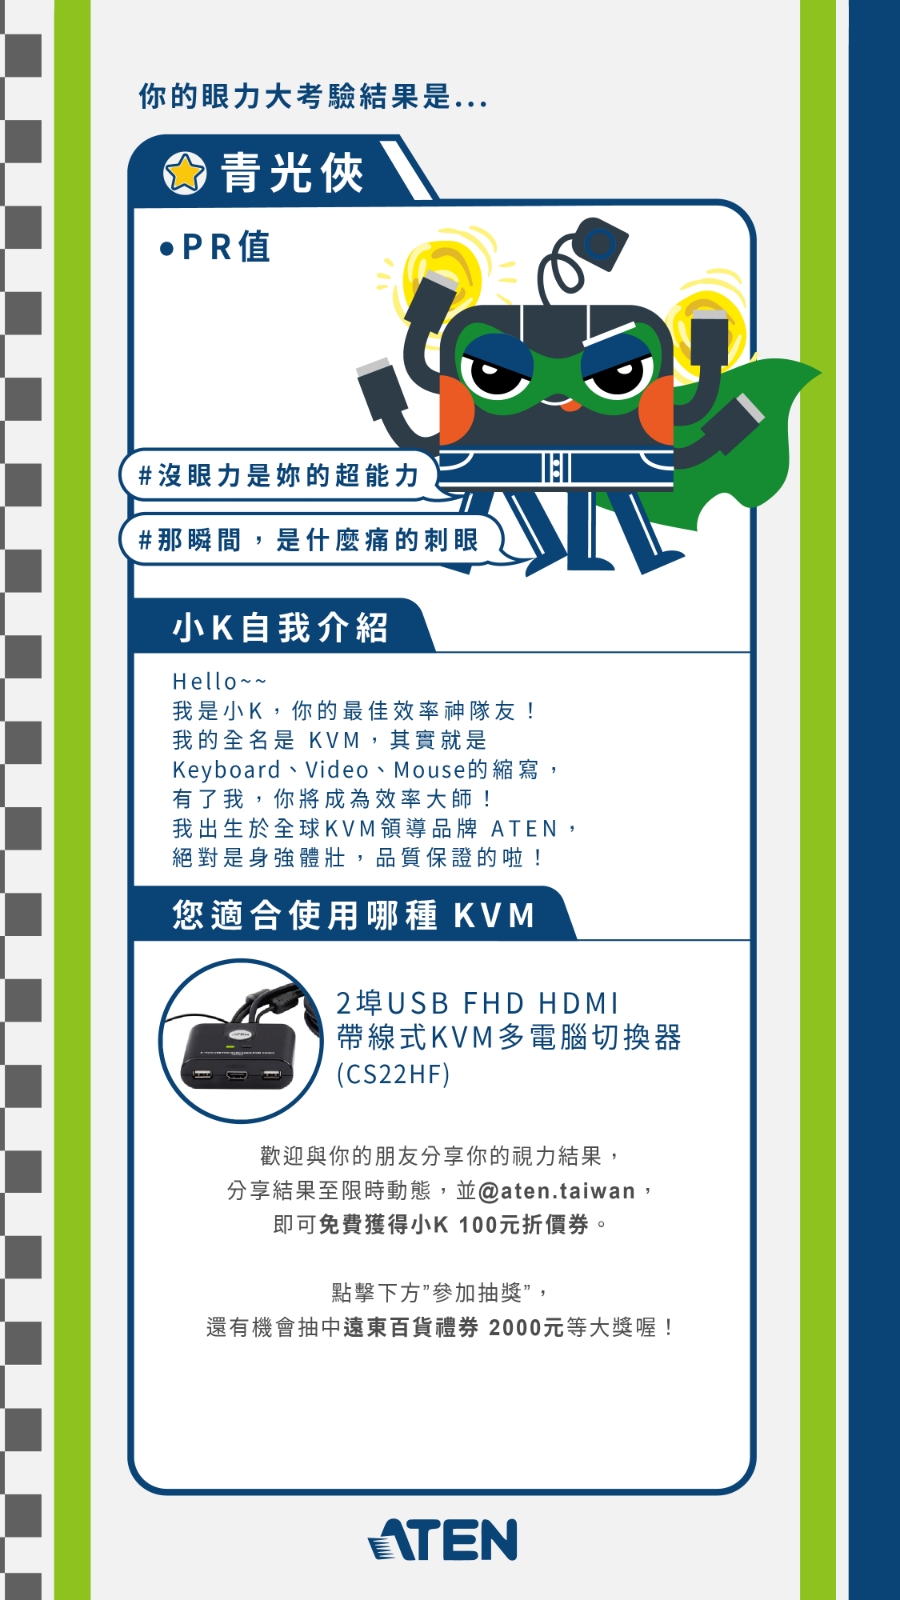 你的眼力大考驗結果是...
青光俠
•PR值
#沒眼力是妳的超能力
#那瞬間，是什麼痛的刺眼
小K自我介紹
Hello~~
我是小K，你的最佳效率神隊友！
我的全名是 KVM，其實就是
Keyboard、Video、Mouse的縮寫，
有了我，你將成為效率大師！
我出生於全球KVM領導品牌 ATEN，
絕對是身強體壯，品質保證的啦！
您適合使用哪種 KVM
2埠USB FHD HDMI
帶線式KVM多電腦切換器
(CS22HF)
歡迎與你的朋友分享你的視力結果，
分享結果至限時動態，並@aten.taiwan，
即可免費獲得小K 100元折價券。
點擊下方”參加抽獎”，
還有機會抽中遠東百貨禮券 2000元等大獎喔！
ATEN